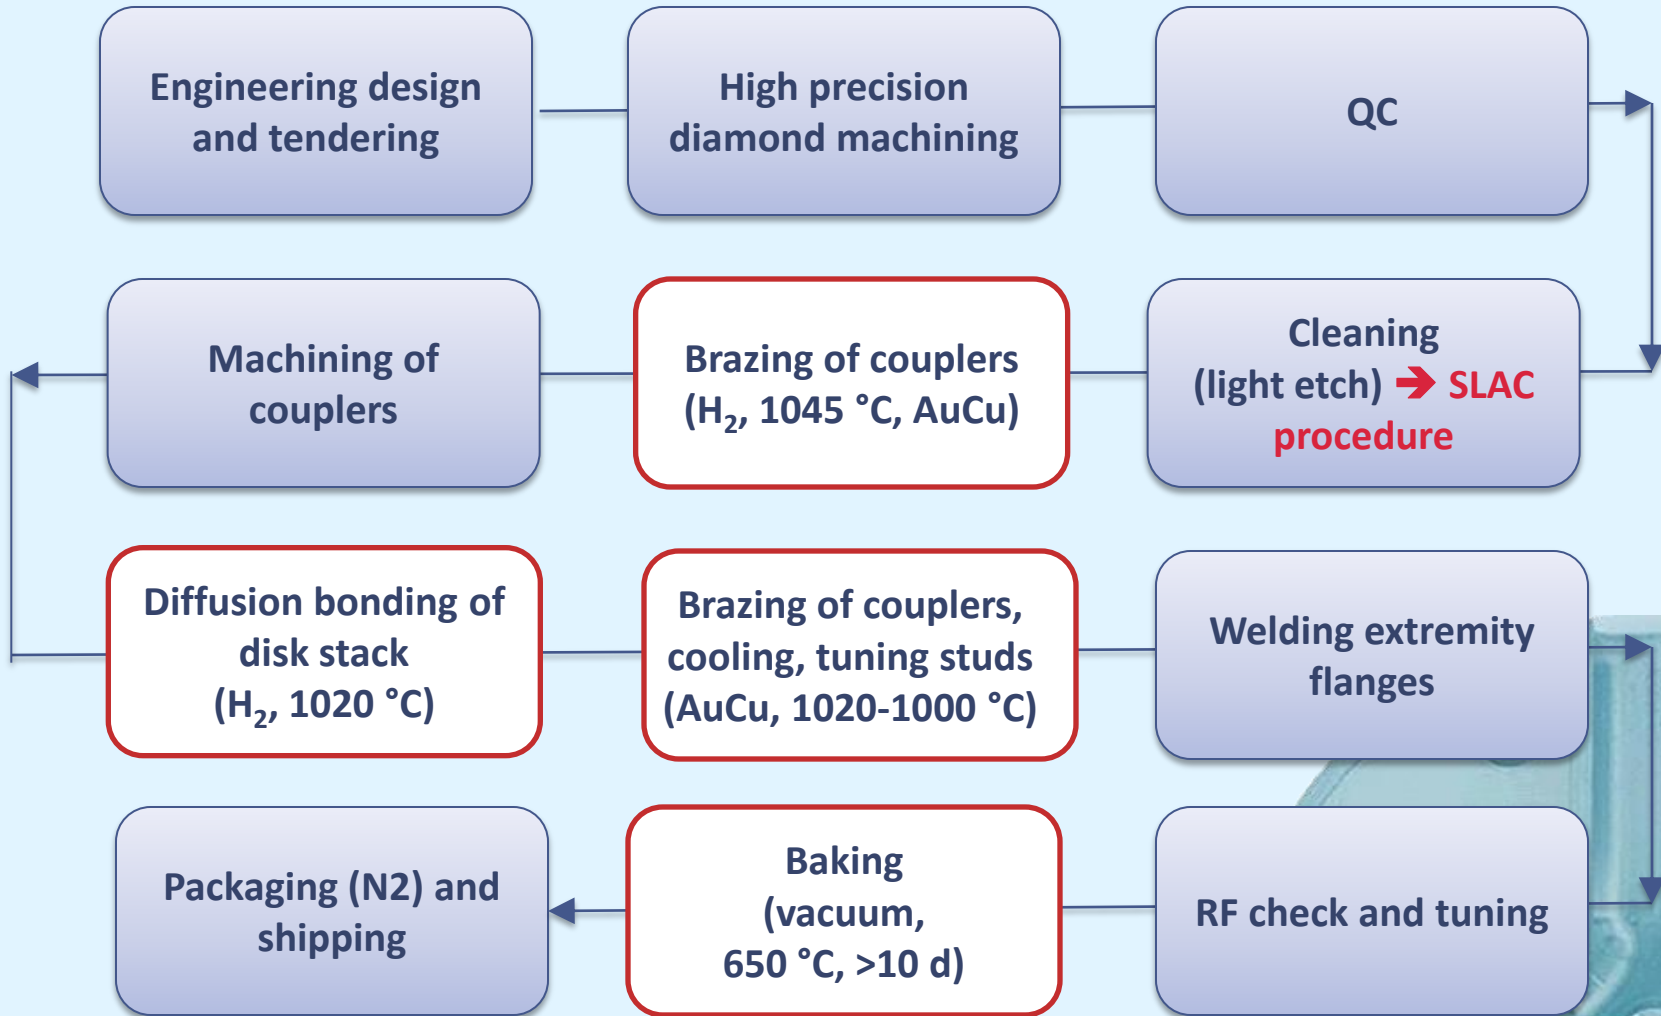 Engineering design
and tendering
High precision
diamond machining
QC
Cleaning
(light etch) ➔ SLAC
procedure
Brazing of couplers
(H₂, 1045 °C, AuCu)
Machining of
couplers
Diffusion bonding of
disk stack
(H₂, 1020 °C)
Brazing of couplers,
cooling, tuning studs
(AuCu, 1020-1000 °C)
Welding extremity
flanges
RF check and tuning
Baking
(vacuum,
650 °C, >10 d)
Packaging (N2) and
shipping